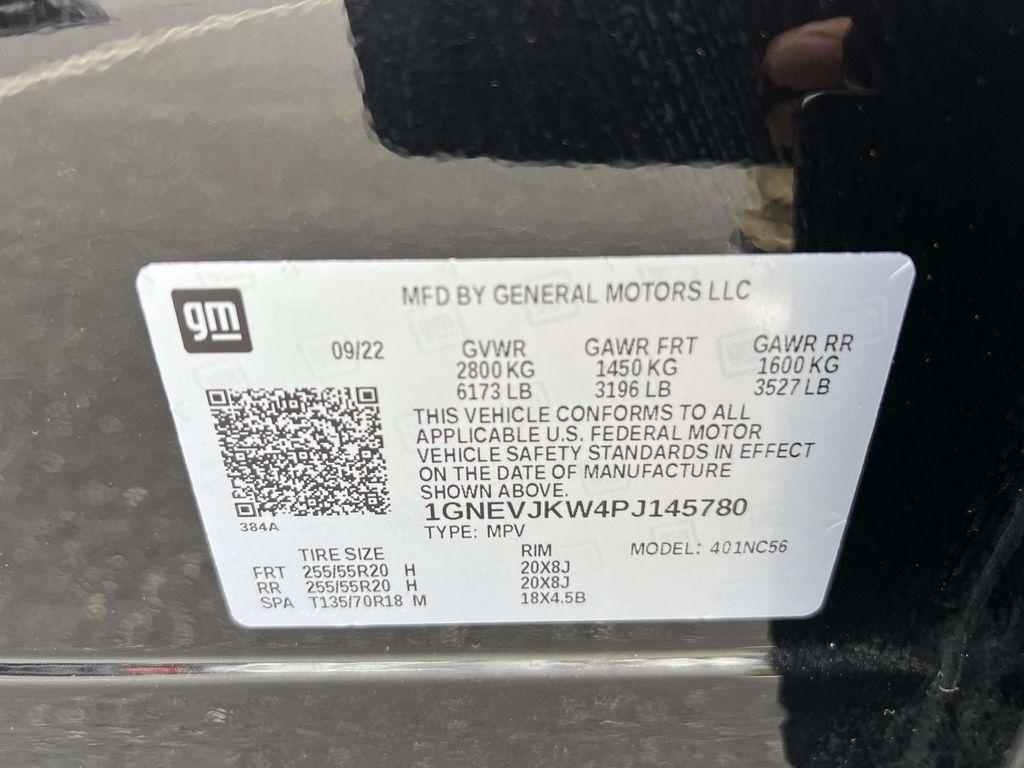 gm
MFD BY GENERAL MOTORS LLC
09/22
GVWR GAWR FRT GAWR RR
2800 KG 1450 KG 1600 KG
6173 LB 3196 LB 3527 LB
THIS VEHICLE CONFORMS TO ALL
APPLICABLE U.S. FEDERAL MOTOR
VEHICLE SAFETY STANDARDS IN EFFECT
ON THE DATE OF MANUFACTURE
SHOWN ABOVE.
1GNEVJKW4PJ145780
TYPE: MPV
384A
TIRE SIZE RIM MODEL: 401NC56
FRT 255/55R20 H 20X8J
RR 255/55R20 H 20X8J
SPA T135/70R18 M 18X4.5B